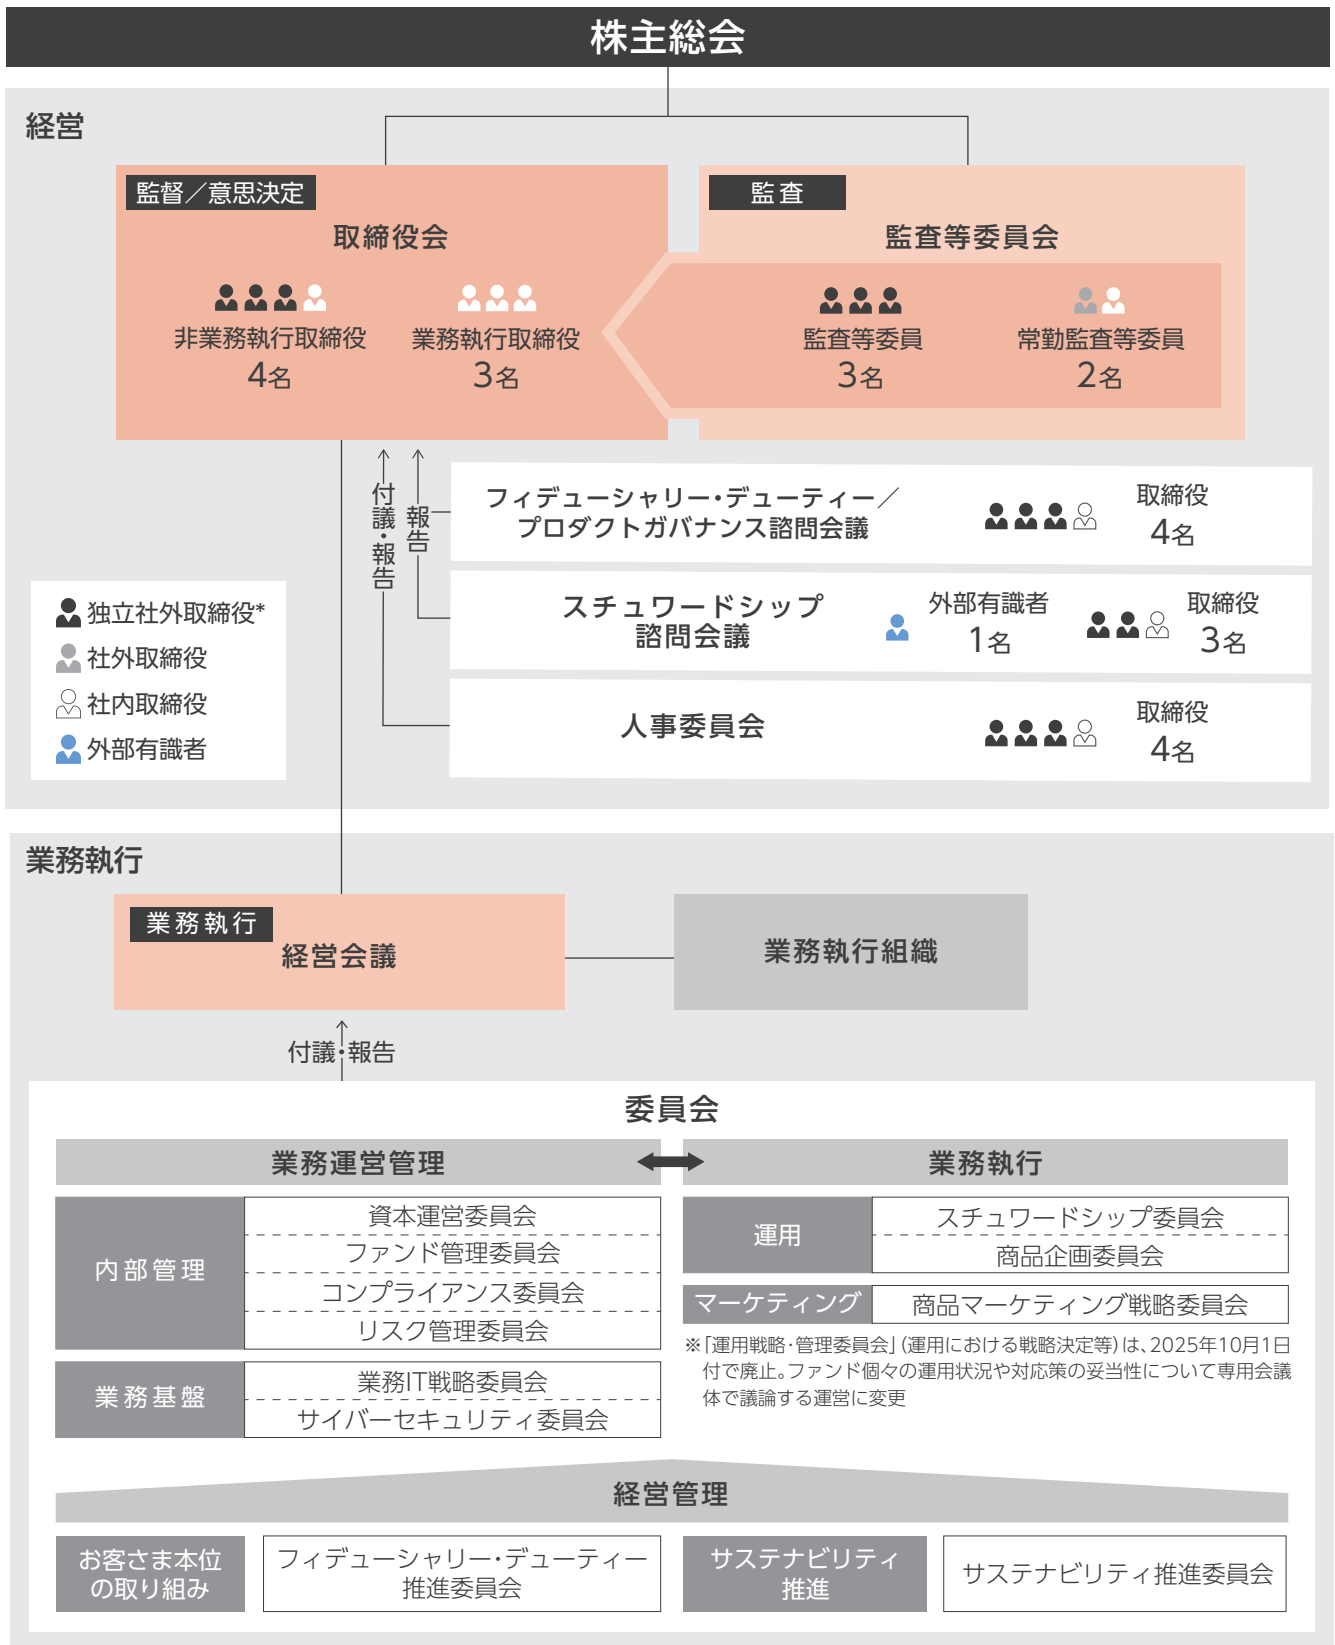 株主総会
経営
監督／意思決定
取締役会
非業務執行取締役
4名
業務執行取締役
3名
監査
監査等委員会
監査等委員
3名
常勤監査等委員
2名
付議・報告
報告
フィデューシャリー・デューティー／
プロダクトガバナンス諮問会議
取締役
4名
スチュワードシップ
諮問会議
外部有識者
1名
取締役
3名
人事委員会
取締役
4名
独立社外取締役*
社外取締役
社内取締役
外部有識者
業務執行
業務執行
経営会議
業務執行組織
付議・報告
委員会
業務運営管理
業務執行
内部管理
資本運営委員会
ファンド管理委員会
コンプライアンス委員会
リスク管理委員会
業務基盤
業務IT戦略委員会
サイバーセキュリティ委員会
運用
スチュワードシップ委員会
商品企画委員会
マーケティング
商品マーケティング戦略委員会
※「運用戦略・管理委員会」（運用における戦略決定等）は、2025年10月1日
付で廃止。ファンド個々の運用状況や対応策の妥当性について専用会議
体で議論する運営に変更
経営管理
お客さま本位
の取り組み
フィデューシャリー・デューティー
推進委員会
サステナビリティ
推進
サステナビリティ推進委員会